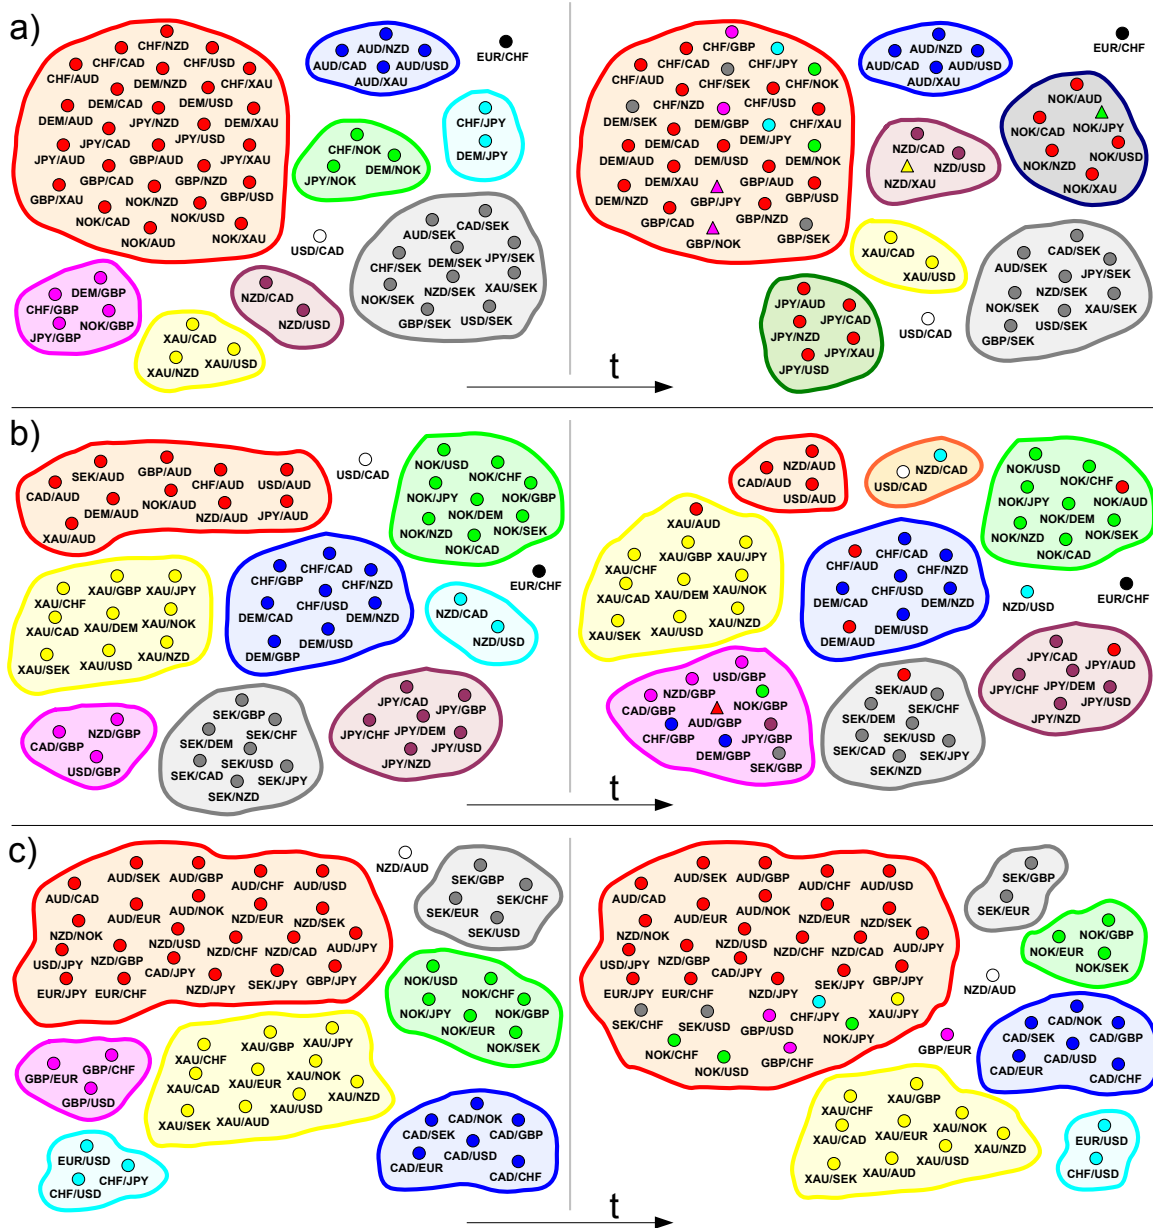 a)
CHF/NZD
CHF/CAD CHF/USD
CHF/AUD DEM/NZD CHF/XAU
DEM/CAD DEM/USD
DEM/AUD JPY/NZD DEM/XAU
JPY/CAD JPY/USD
JPY/AUD GBP/AUD JPY/XAU
GBP/CAD GBP/NZD
GBP/XAU NOK/NZD GBP/USD
NOK/CAD NOK/USD
NOK/AUD NOK/XAU
AUD/NZD
AUD/CAD AUD/USD
AUD/XAU
EUR/CHF
CHF/JPY
DEM/JPY
CHF/NOK
DEM/NOK
JPY/NOK
USD/CAD
CAD/SEK
AUD/SEK
DEM/SEK JPY/SEK
CHF/SEK
NZD/SEK XAU/SEK
NOK/SEK
USD/SEK
GBP/SEK
DEM/GBP
CHF/GBP
NOK/GBP
JPY/GBP
NZD/CAD
NZD/USD
XAU/CAD
XAU/USD
XAU/NZD
CHF/GBP
CHF/CAD CHF/JPY
CHF/AUD CHF/SEK CHF/NOK
CHF/NZD CHF/USD
DEM/SEK DEM/GBP CHF/XAU
DEM/CAD DEM/JPY
DEM/AUD DEM/USD DEM/NOK
DEM/XAU GBP/AUD
DEM/NZD GBP/JPY GBP/USD
GBP/CAD GBP/NZD
GBP/NOK GBP/SEK
AUD/NZD
AUD/CAD AUD/USD
AUD/XAU
EUR/CHF
NOK/AUD
NOK/CAD NOK/JPY
NOK/NZD NOK/USD
NOK/XAU
NZD/CAD
NZD/USD
NZD/XAU
XAU/CAD
XAU/USD
CAD/SEK
AUD/SEK JPY/SEK
NZD/SEK
NOK/SEK XAU/SEK
USD/SEK
GBP/SEK
JPY/AUD
JPY/CAD
JPY/NZD
JPY/XAU
JPY/USD
USD/CAD
t
b)
SEK/AUD GBP/AUD
CAD/AUD CHF/AUD USD/AUD
DEM/AUD NOK/AUD
NZD/AUD JPY/AUD
XAU/AUD
USD/CAD
NOK/USD
NOK/CHF
NOK/JPY NOK/GBP
NOK/DEM
NOK/NZD NOK/SEK
NOK/CAD
XAU/GBP XAU/JPY
XAU/CHF
XAU/CAD XAU/DEM XAU/NOK
XAU/SEK XAU/USD XAU/NZD
CHF/CAD
CHF/GBP CHF/NZD
CHF/USD
DEM/CAD DEM/NZD
DEM/USD
DEM/GBP
EUR/CHF
NZD/CAD
NZD/USD
CAD/GBP NZD/GBP
USD/GBP
SEK/GBP
SEK/CHF
SEK/DEM
SEK/USD
SEK/CAD
SEK/JPY
SEK/NZD
JPY/CAD
JPY/GBP
JPY/CHF JPY/DEM
JPY/USD
JPY/NZD
NZD/AUD
CAD/AUD
USD/AUD
NZD/CAD
USD/CAD
NOK/USD
NOK/CHF
NOK/JPY NOK/AUD
NOK/DEM
NOK/NZD NOK/SEK
NOK/CAD
XAU/AUD
XAU/GBP XAU/JPY
XAU/CHF
XAU/CAD XAU/DEM XAU/NOK
XAU/SEK XAU/USD XAU/NZD
CHF/CAD
CHF/AUD CHF/NZD
CHF/USD
DEM/CAD DEM/NZD
DEM/USD
DEM/AUD
NZD/USD
EUR/CHF
USD/GBP
NZD/GBP
CAD/GBP NOK/GBP
AUD/GBP
CHF/GBP JPY/GBP
DEM/GBP
SEK/GBP
SEK/AUD
SEK/CHF
SEK/DEM
SEK/USD
SEK/CAD
SEK/JPY
SEK/NZD
JPY/CAD
JPY/AUD
JPY/CHF JPY/DEM
JPY/USD
JPY/NZD
t
c)
AUD/SEK AUD/GBP
AUD/CAD AUD/CHF AUD/USD
AUD/EUR AUD/NOK
NZD/EUR NZD/SEK
NZD/NOK NZD/USD
NZD/GBP NZD/CHF NZD/CAD AUD/JPY
USD/JPY CAD/JPY
EUR/JPY EUR/CHF NZD/JPY SEK/JPY GBP/JPY
NZD/AUD
SEK/GBP
SEK/CHF
SEK/EUR
SEK/USD
NOK/USD
NOK/CHF
NOK/JPY NOK/GBP
NOK/EUR
NOK/SEK
GBP/CHF
GBP/EUR
GBP/USD
XAU/GBP XAU/JPY
XAU/CHF
XAU/CAD XAU/EUR XAU/NOK
XAU/NZD
XAU/SEK XAU/AUD XAU/USD
EUR/USD
CHF/JPY
CHF/USD
CAD/NOK
CAD/SEK CAD/GBP
CAD/USD
CAD/EUR
CAD/CHF
AUD/SEK AUD/GBP
AUD/CAD AUD/CHF AUD/USD
AUD/EUR AUD/NOK
NZD/EUR NZD/SEK
NZD/NOK NZD/USD
NZD/GBP NZD/CHF NZD/CAD AUD/JPY
USD/JPY CAD/JPY
EUR/JPY EUR/CHF NZD/JPY SEK/JPY GBP/JPY
CHF/JPY
SEK/CHF SEK/USD GBP/USD XAU/JPY
NOK/JPY
NOK/CHF NOK/USD GBP/CHF
SEK/GBP
SEK/EUR
NOK/GBP
NOK/EUR
NOK/SEK
NZD/AUD
GBP/EUR
CAD/NOK
CAD/SEK CAD/GBP
CAD/USD
CAD/EUR CAD/CHF
XAU/GBP
XAU/CHF
XAU/NOK
XAU/CAD XAU/EUR
XAU/NZD
XAU/USD
XAU/SEK XAU/AUD
EUR/USD
CHF/USD
t